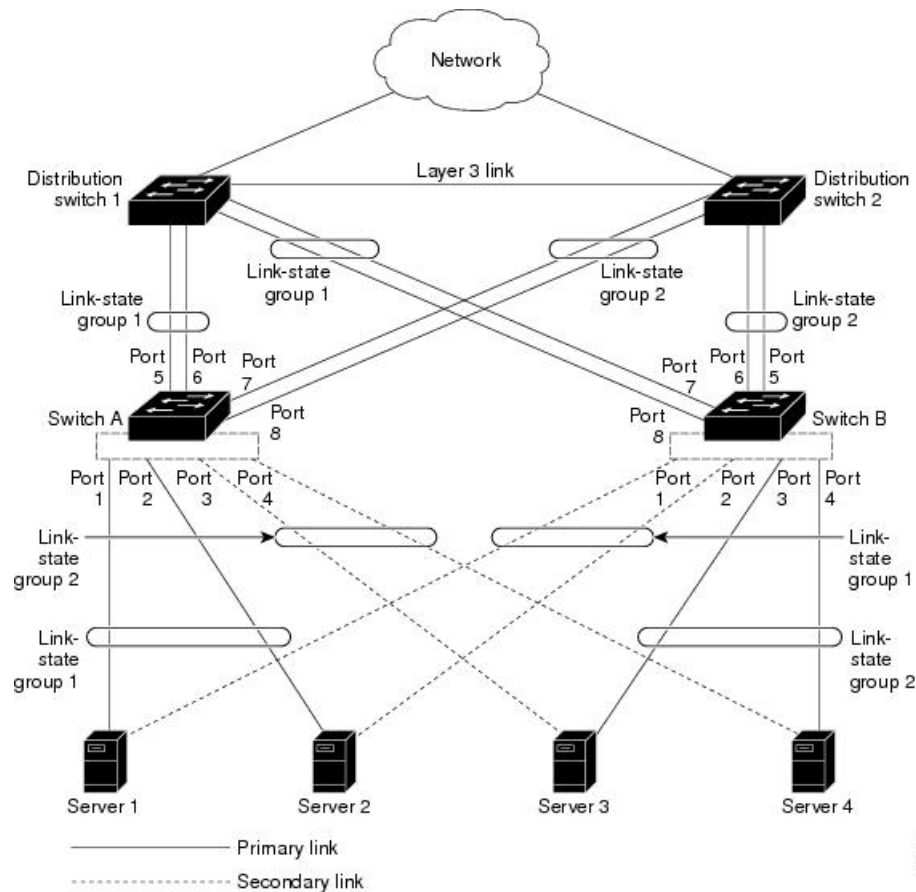 Network
Distribution
switch 1
Layer 3 link
Distribution
switch 2
Link-state
group 1
Link-state
group 1
Link-state
group 2
Link-state
group 2
Port
5
Port
6
Port
7
Port
8
Switch A
Port
7
Port
6
Port
5
Port
8
Switch B
Port
1
Port
2
Port
3
Port
4
Port
1
Port
2
Port
3
Port
4
Link-
state
group 2
Link-
state
group 1
Link-
state
group 1
Link-
state
group 2
Server 1
Server 2
Server 3
Server 4
Primary link
Secondary link